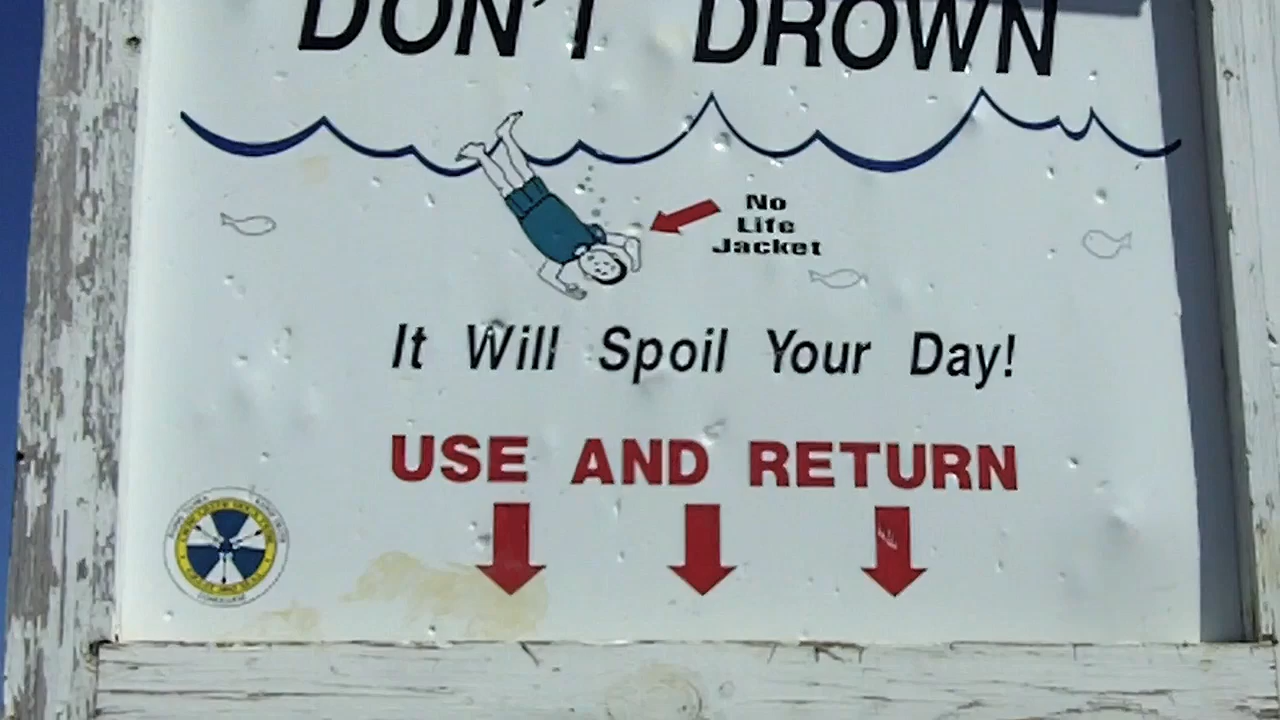 DON'T DROWN
No
Life
Jacket
It Will Spoil Your Day!
USE AND RETURN